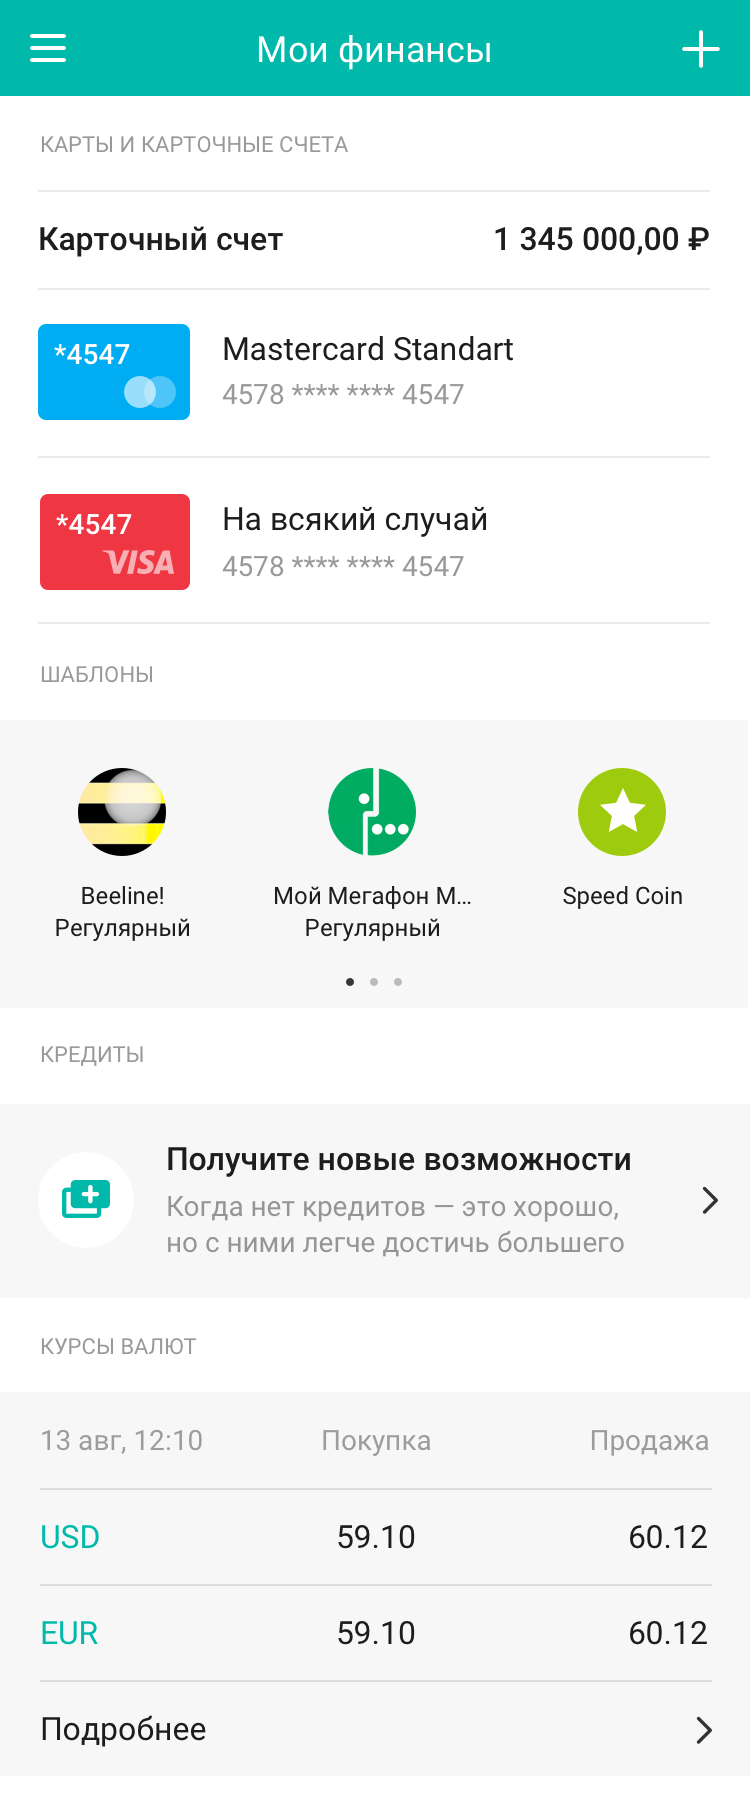 Мои финансы
КАРТЫ И КАРТОЧНЫЕ СЧЕТА
Карточный счет 1 345 000,00 ₽
*4547
Mastercard Standart
4578 **** **** 4547
*4547
VISA
На всякий случай
4578 **** **** 4547
ШАБЛОНЫ
Beeline!
Регулярный
Мой Мегафон М...
Регулярный
Speed Coin
КРЕДИТЫ
Получите новые возможности
Когда нет кредитов — это хорошо,
но с ними легче достичь большего
КУРСЫ ВАЛЮТ
13 авг, 12:10 Покупка Продажа
USD 59.10 60.12
EUR 59.10 60.12
Подробнее